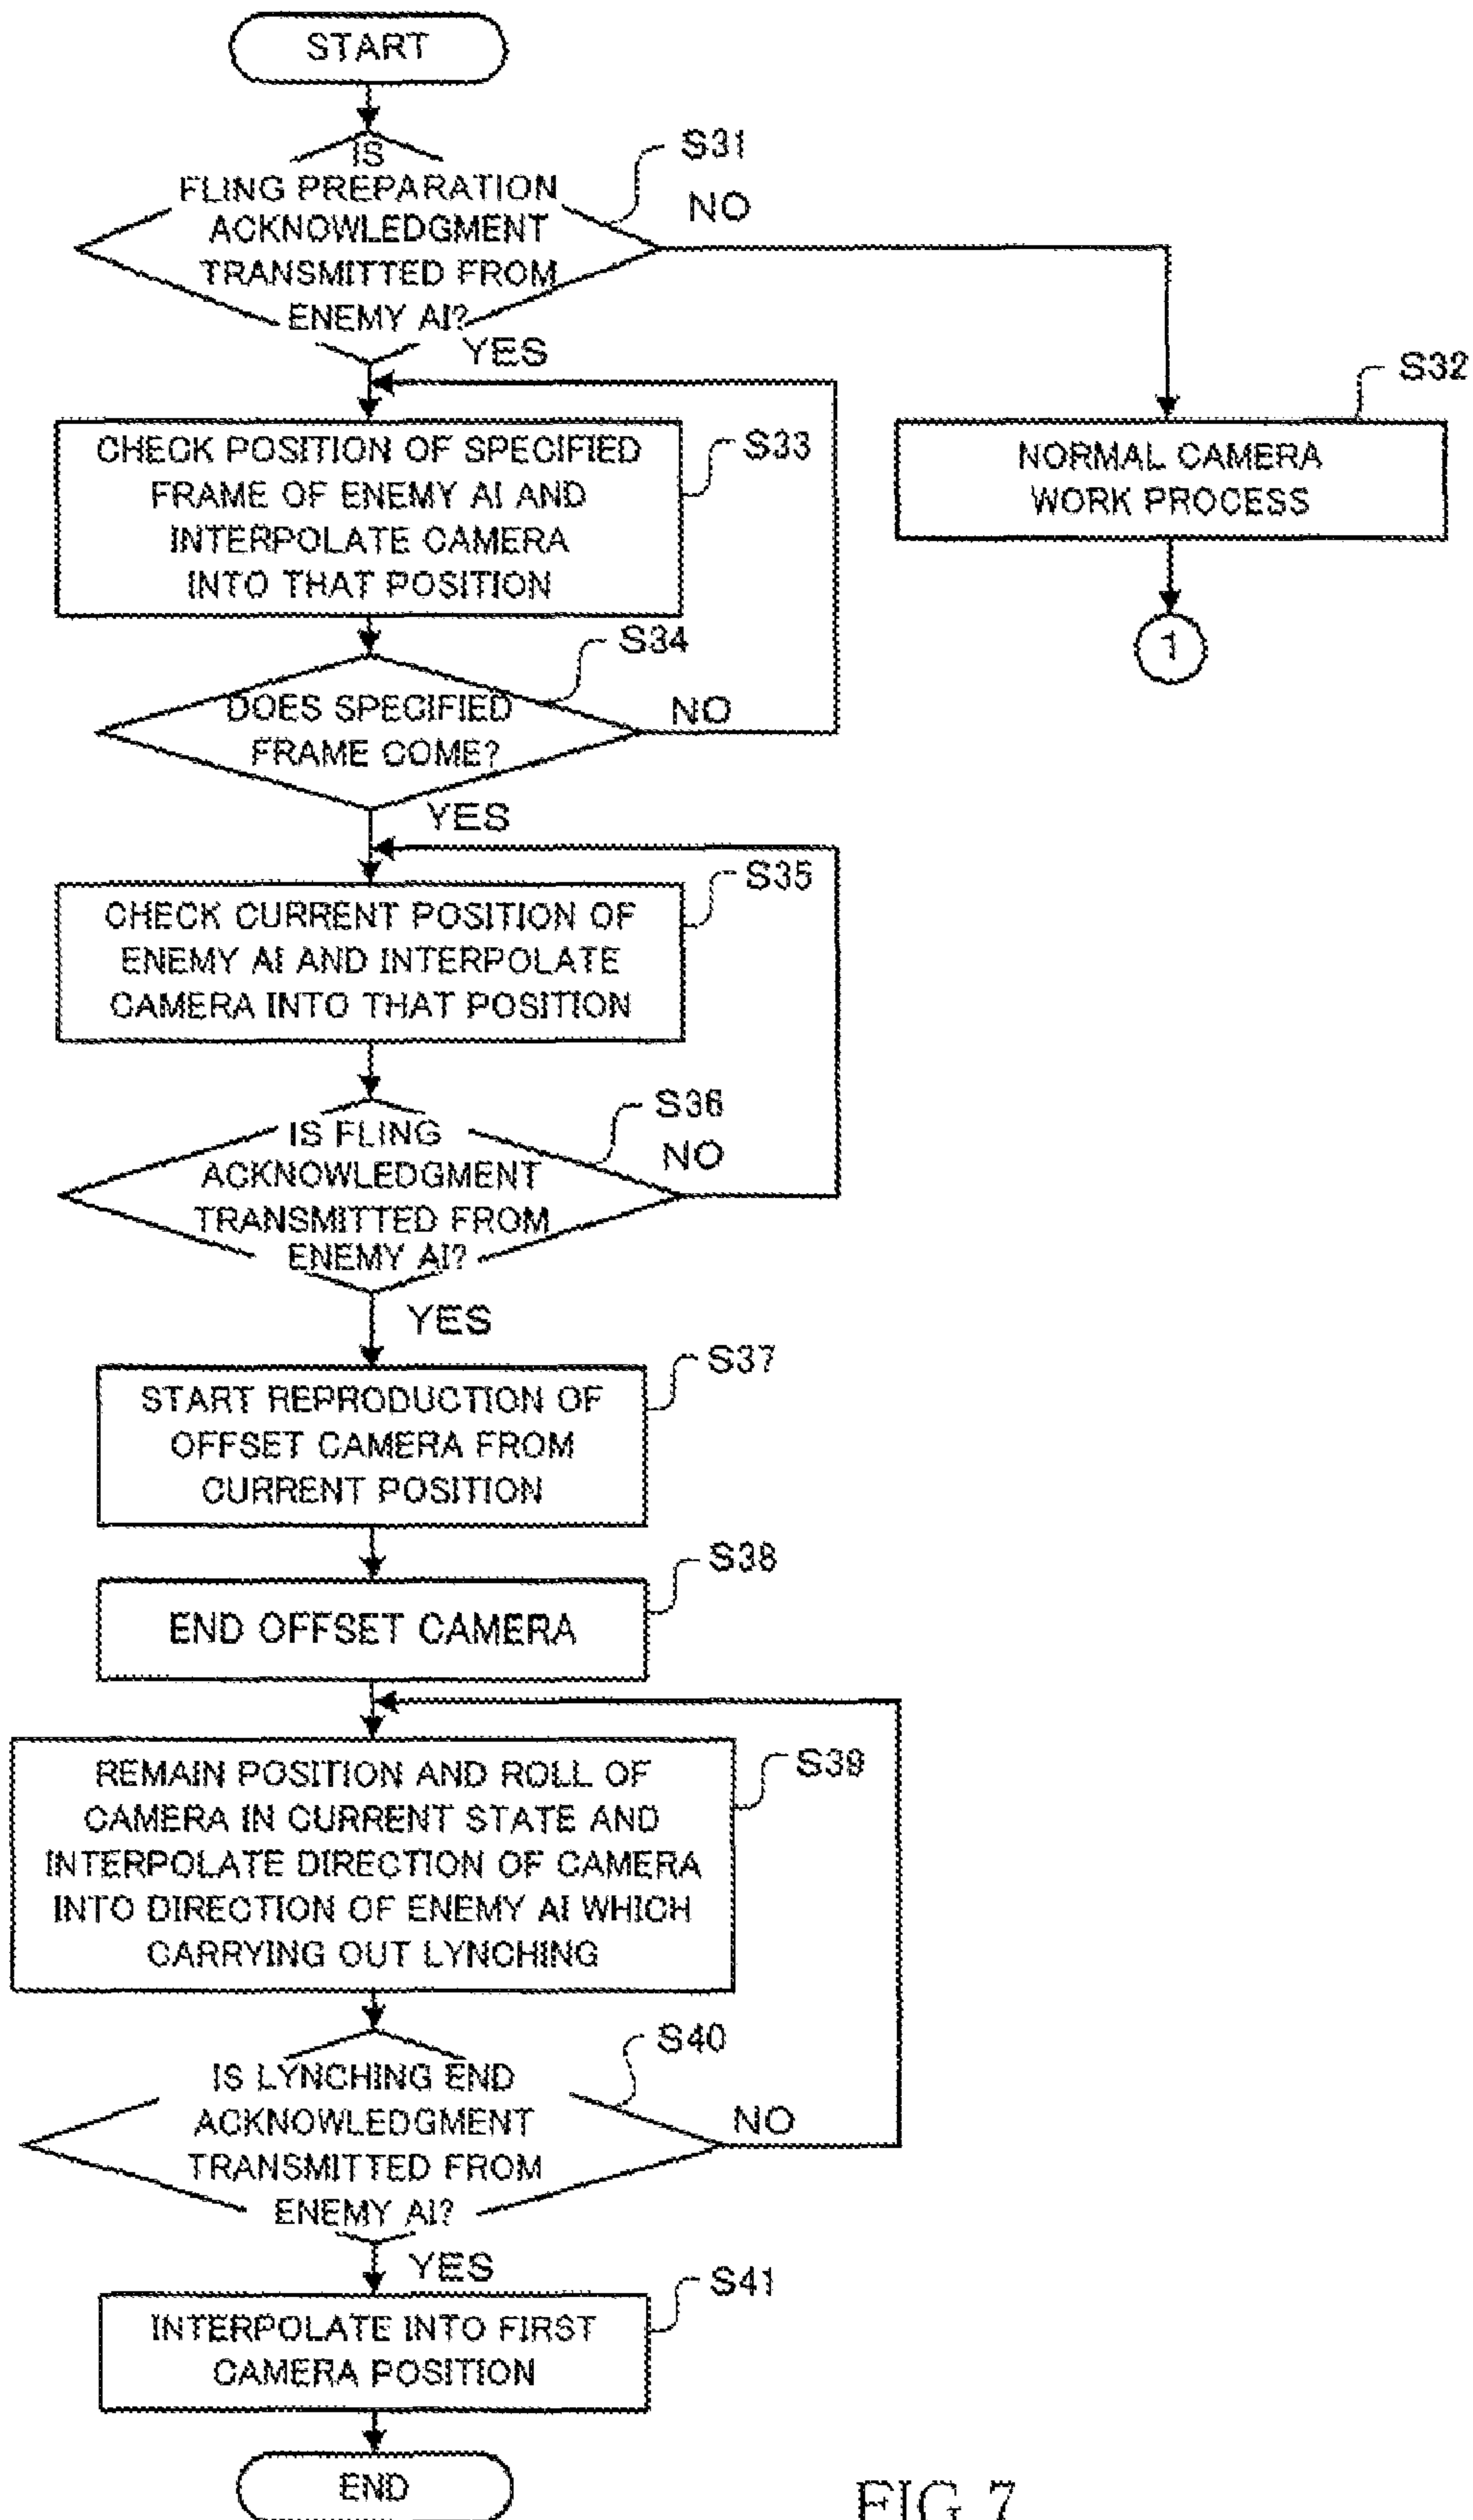 START
S31
IS
FLING PREPARATION
ACKNOWLEDGMENT
TRANSMITTED FROM
ENEMY AI?
NO
YES
S32
NORMAL CAMERA
WORK PROCESS
1
S33
CHECK POSITION OF SPECIFIED
FRAME OF ENEMY AI AND
INTERPOLATE CAMERA
INTO THAT POSITION
S34
DOES SPECIFIED
FRAME COME?
NO
YES
S35
CHECK CURRENT POSITION OF
ENEMY AI AND INTERPOLATE
CAMERA INTO THAT POSITION
S36
IS FLING
ACKNOWLEDGMENT
TRANSMITTED FROM
ENEMY AI?
NO
YES
S37
START REPRODUCTION OF
OFFSET CAMERA FROM
CURRENT POSITION
S38
END OFFSET CAMERA
S39
REMAIN POSITION AND ROLL OF
CAMERA IN CURRENT STATE AND
INTERPOLATE DIRECTION OF CAMERA
INTO DIRECTION OF ENEMY AI WHICH
CARRYING OUT LYNCHING
S40
IS LYNCHING END
ACKNOWLEDGMENT
TRANSMITTED FROM
ENEMY AI?
NO
YES
S41
INTERPOLATE INTO FIRST
CAMERA POSITION
END
FIG. 7